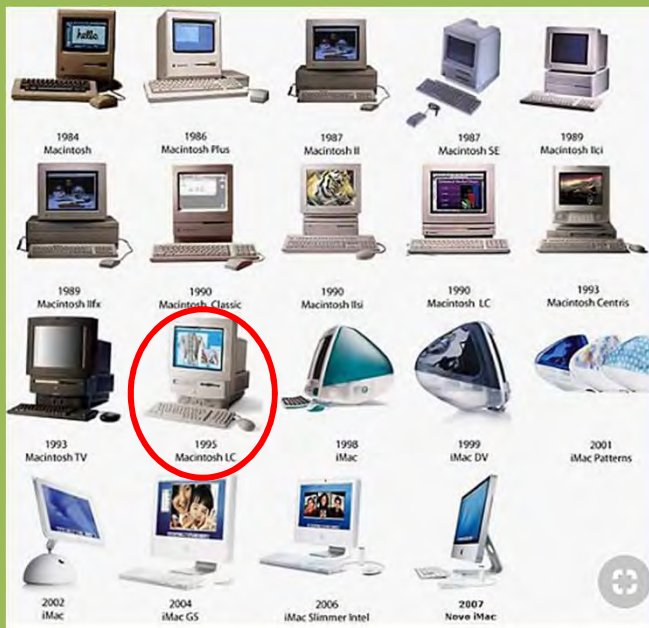 hello
1984
Macintosh
1986
Macintosh Plus
1987
Macintosh II
1987
Macintosh SE
1989
Macintosh IIci
1989
Macintosh IIfx
1990
Macintosh Classic
1990
Macintosh IIsi
1990
Macintosh LC
1993
Macintosh Centris
1993
Macintosh TV
1995
Macintosh LC
1998
iMac
1999
iMac DV
2001
iMac Patterns
2002
iMac
2004
iMac G5
2006
iMac Slimmer Intel
2007
Novo iMac